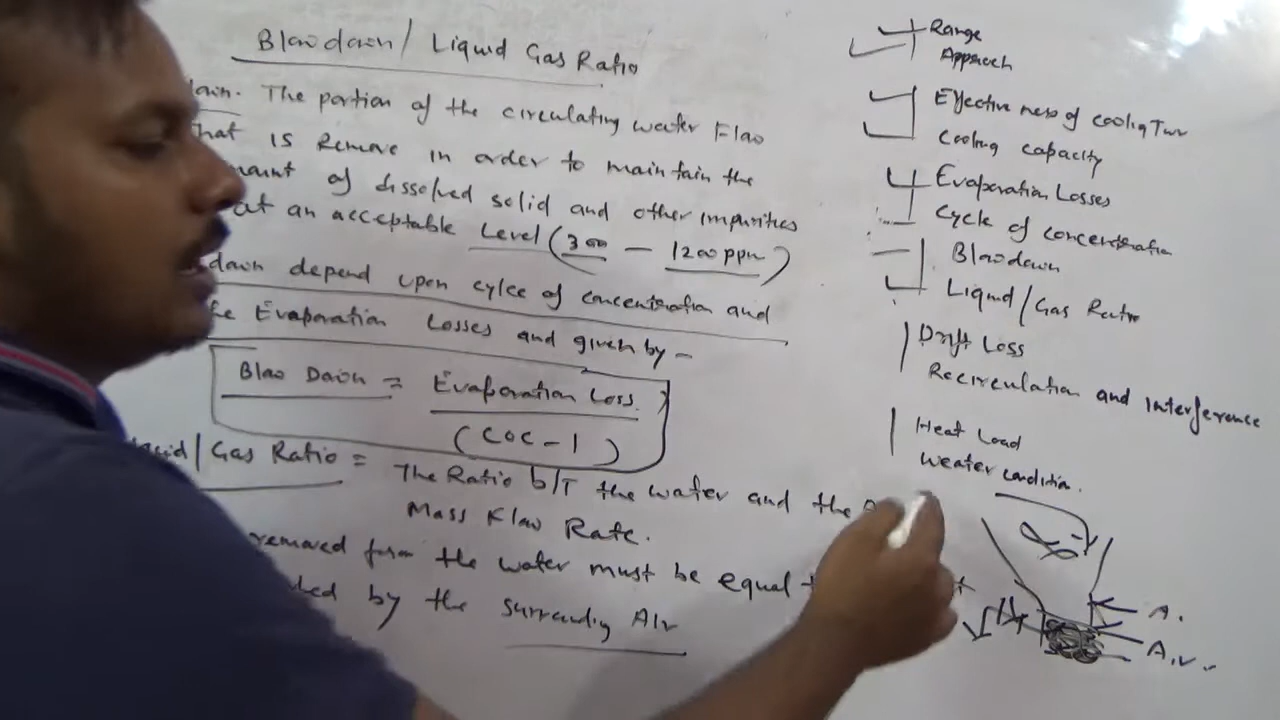 Blowdown / Liquid Gas Ratio
The portion of the circulating water Flow
that is Remove in order to maintain the
of dissolved solid and other impurities
at an acceptable Level (300 — 1200 ppm)
down depend upon cylce of concentration and
Evaporation Losses and given by -
Blow Down = Evaporation Loss
(COC - 1)
/ Gas Ratio = The Ratio b/T the water and the
Mass Flow Rate.
removed form the water must be equal
by the surrounding Air
Range
Approach
Effectiveness of cooling Twr
Cooling capacity
Evaporation Losses
Cycle of concentration
Blowdown
Liquid / Gas Ratio
Drift Loss
Recirculation and Interference
Heat Load
Weater condition.
A.